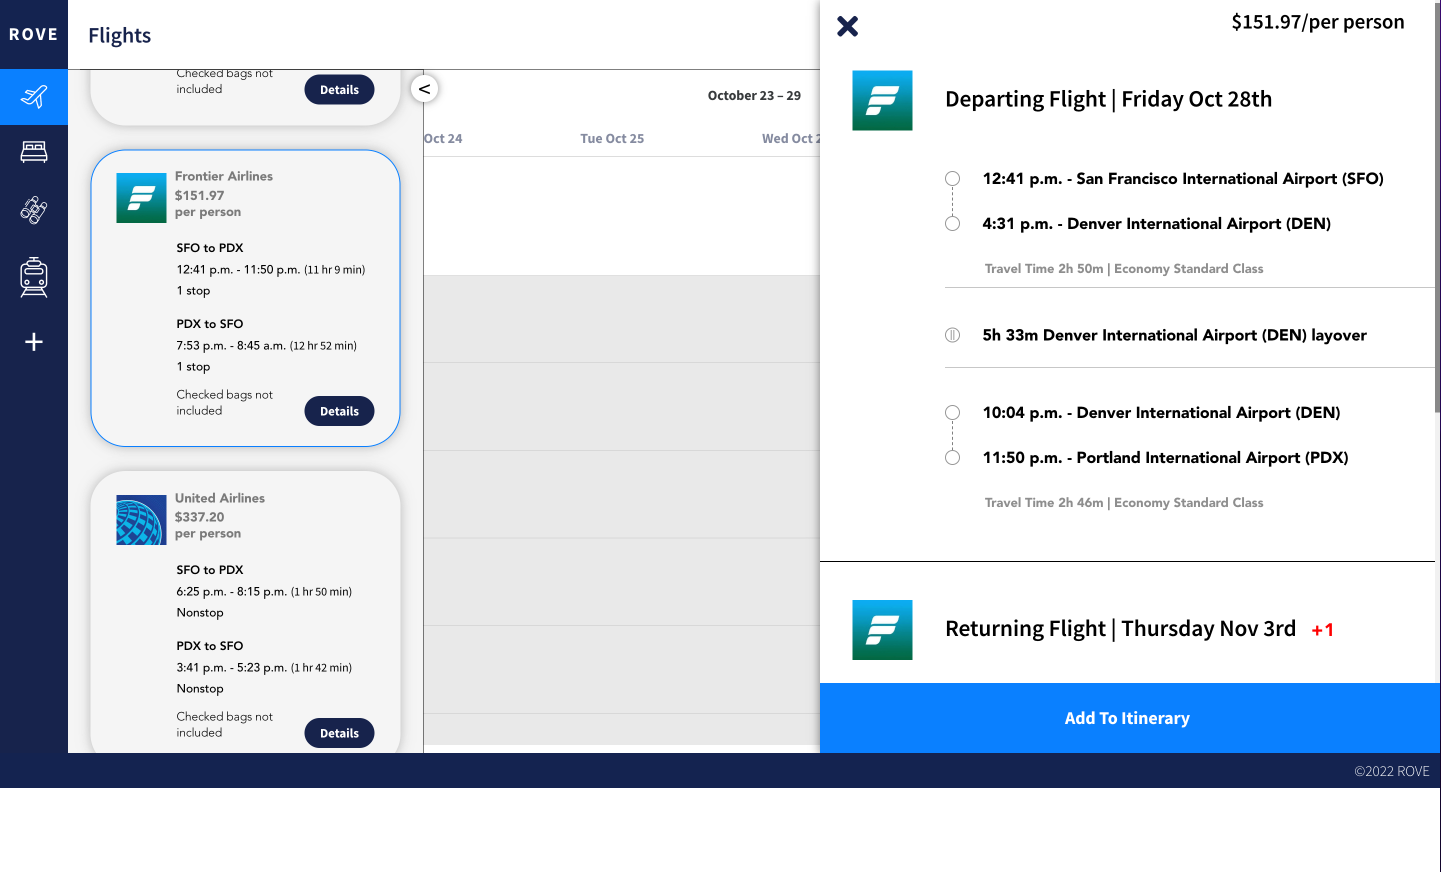 ROVE
Flights
Checked bags not
included
Details
Frontier Airlines
$151.97
per person
SFO to PDX
12:41 p.m. - 11:50 p.m. (11 hr 9 min)
1 stop
PDX to SFO
7:53 p.m. - 8:45 a.m. (12 hr 52 min)
1 stop
Checked bags not
included
Details
United Airlines
$337.20
per person
SFO to PDX
6:25 p.m. - 8:15 p.m. (1 hr 50 min)
Nonstop
PDX to SFO
3:41 p.m. - 5:23 p.m. (1 hr 42 min)
Nonstop
Checked bags not
included
Details
<
October 23 – 29
Oct 24
Tue Oct 25
Wed Oct 2
$151.97/per person
Departing Flight | Friday Oct 28th
12:41 p.m. - San Francisco International Airport (SFO)
4:31 p.m. - Denver International Airport (DEN)
Travel Time 2h 50m | Economy Standard Class
5h 33m Denver International Airport (DEN) layover
10:04 p.m. - Denver International Airport (DEN)
11:50 p.m. - Portland International Airport (PDX)
Travel Time 2h 46m | Economy Standard Class
Returning Flight | Thursday Nov 3rd +1
Add To Itinerary
©2022 ROVE